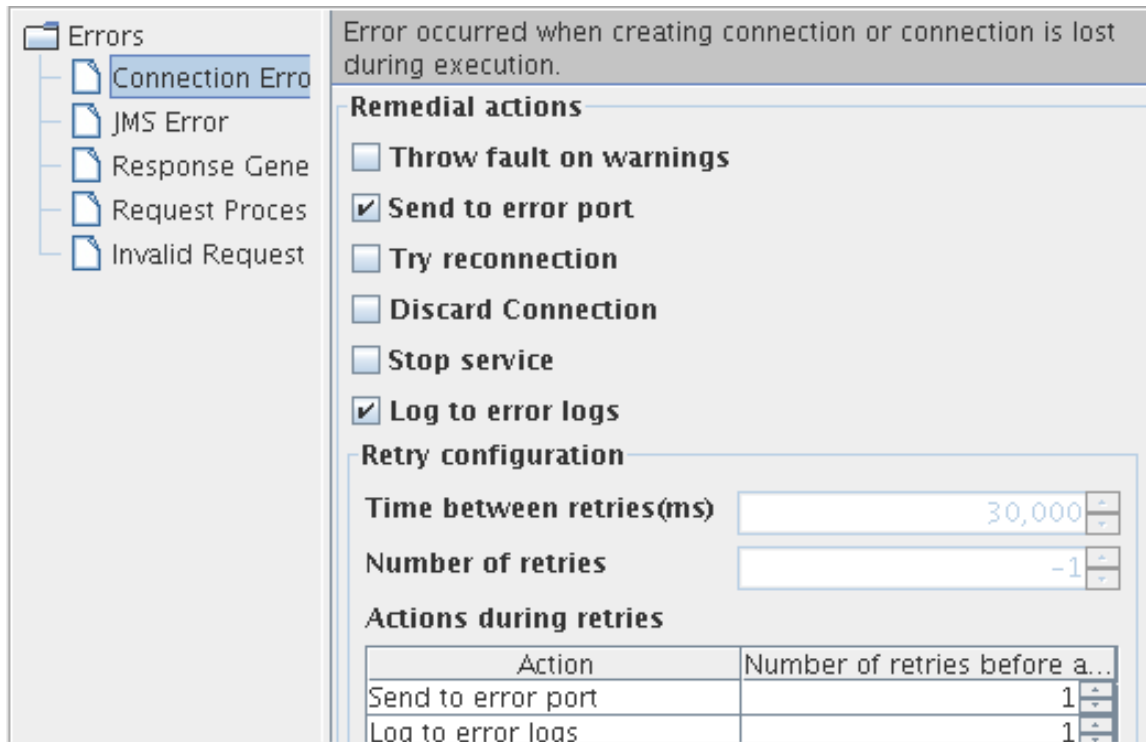 Errors
Connection Erro
JMS Error
Response Gene
Request Proces
Invalid Request
Error occurred when creating connection or connection is lost
during execution.
Remedial actions
Throw fault on warnings
Send to error port
Try reconnection
Discard Connection
Stop service
Log to error logs
Retry configuration
Time between retries(ms) 30,000
Number of retries -1
Actions during retries
Action Number of retries before a...
Send to error port 1
Log to error logs 1